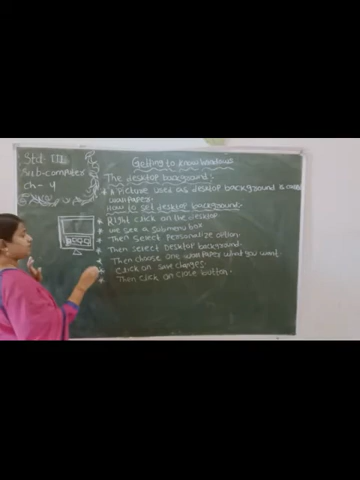 Std. III
Sub-computer
ch- 4
Getting to know windows
The desktop background:
* A Picture used as desktop background is called
wallpaper.
How to set desktop background.
* Right click on the desktop
* we see a submenu box
* Then select personalize option.
* Then select Desktop background.
* Then choose one wallpaper what you want
* click on save changes.
* Then click on close button.